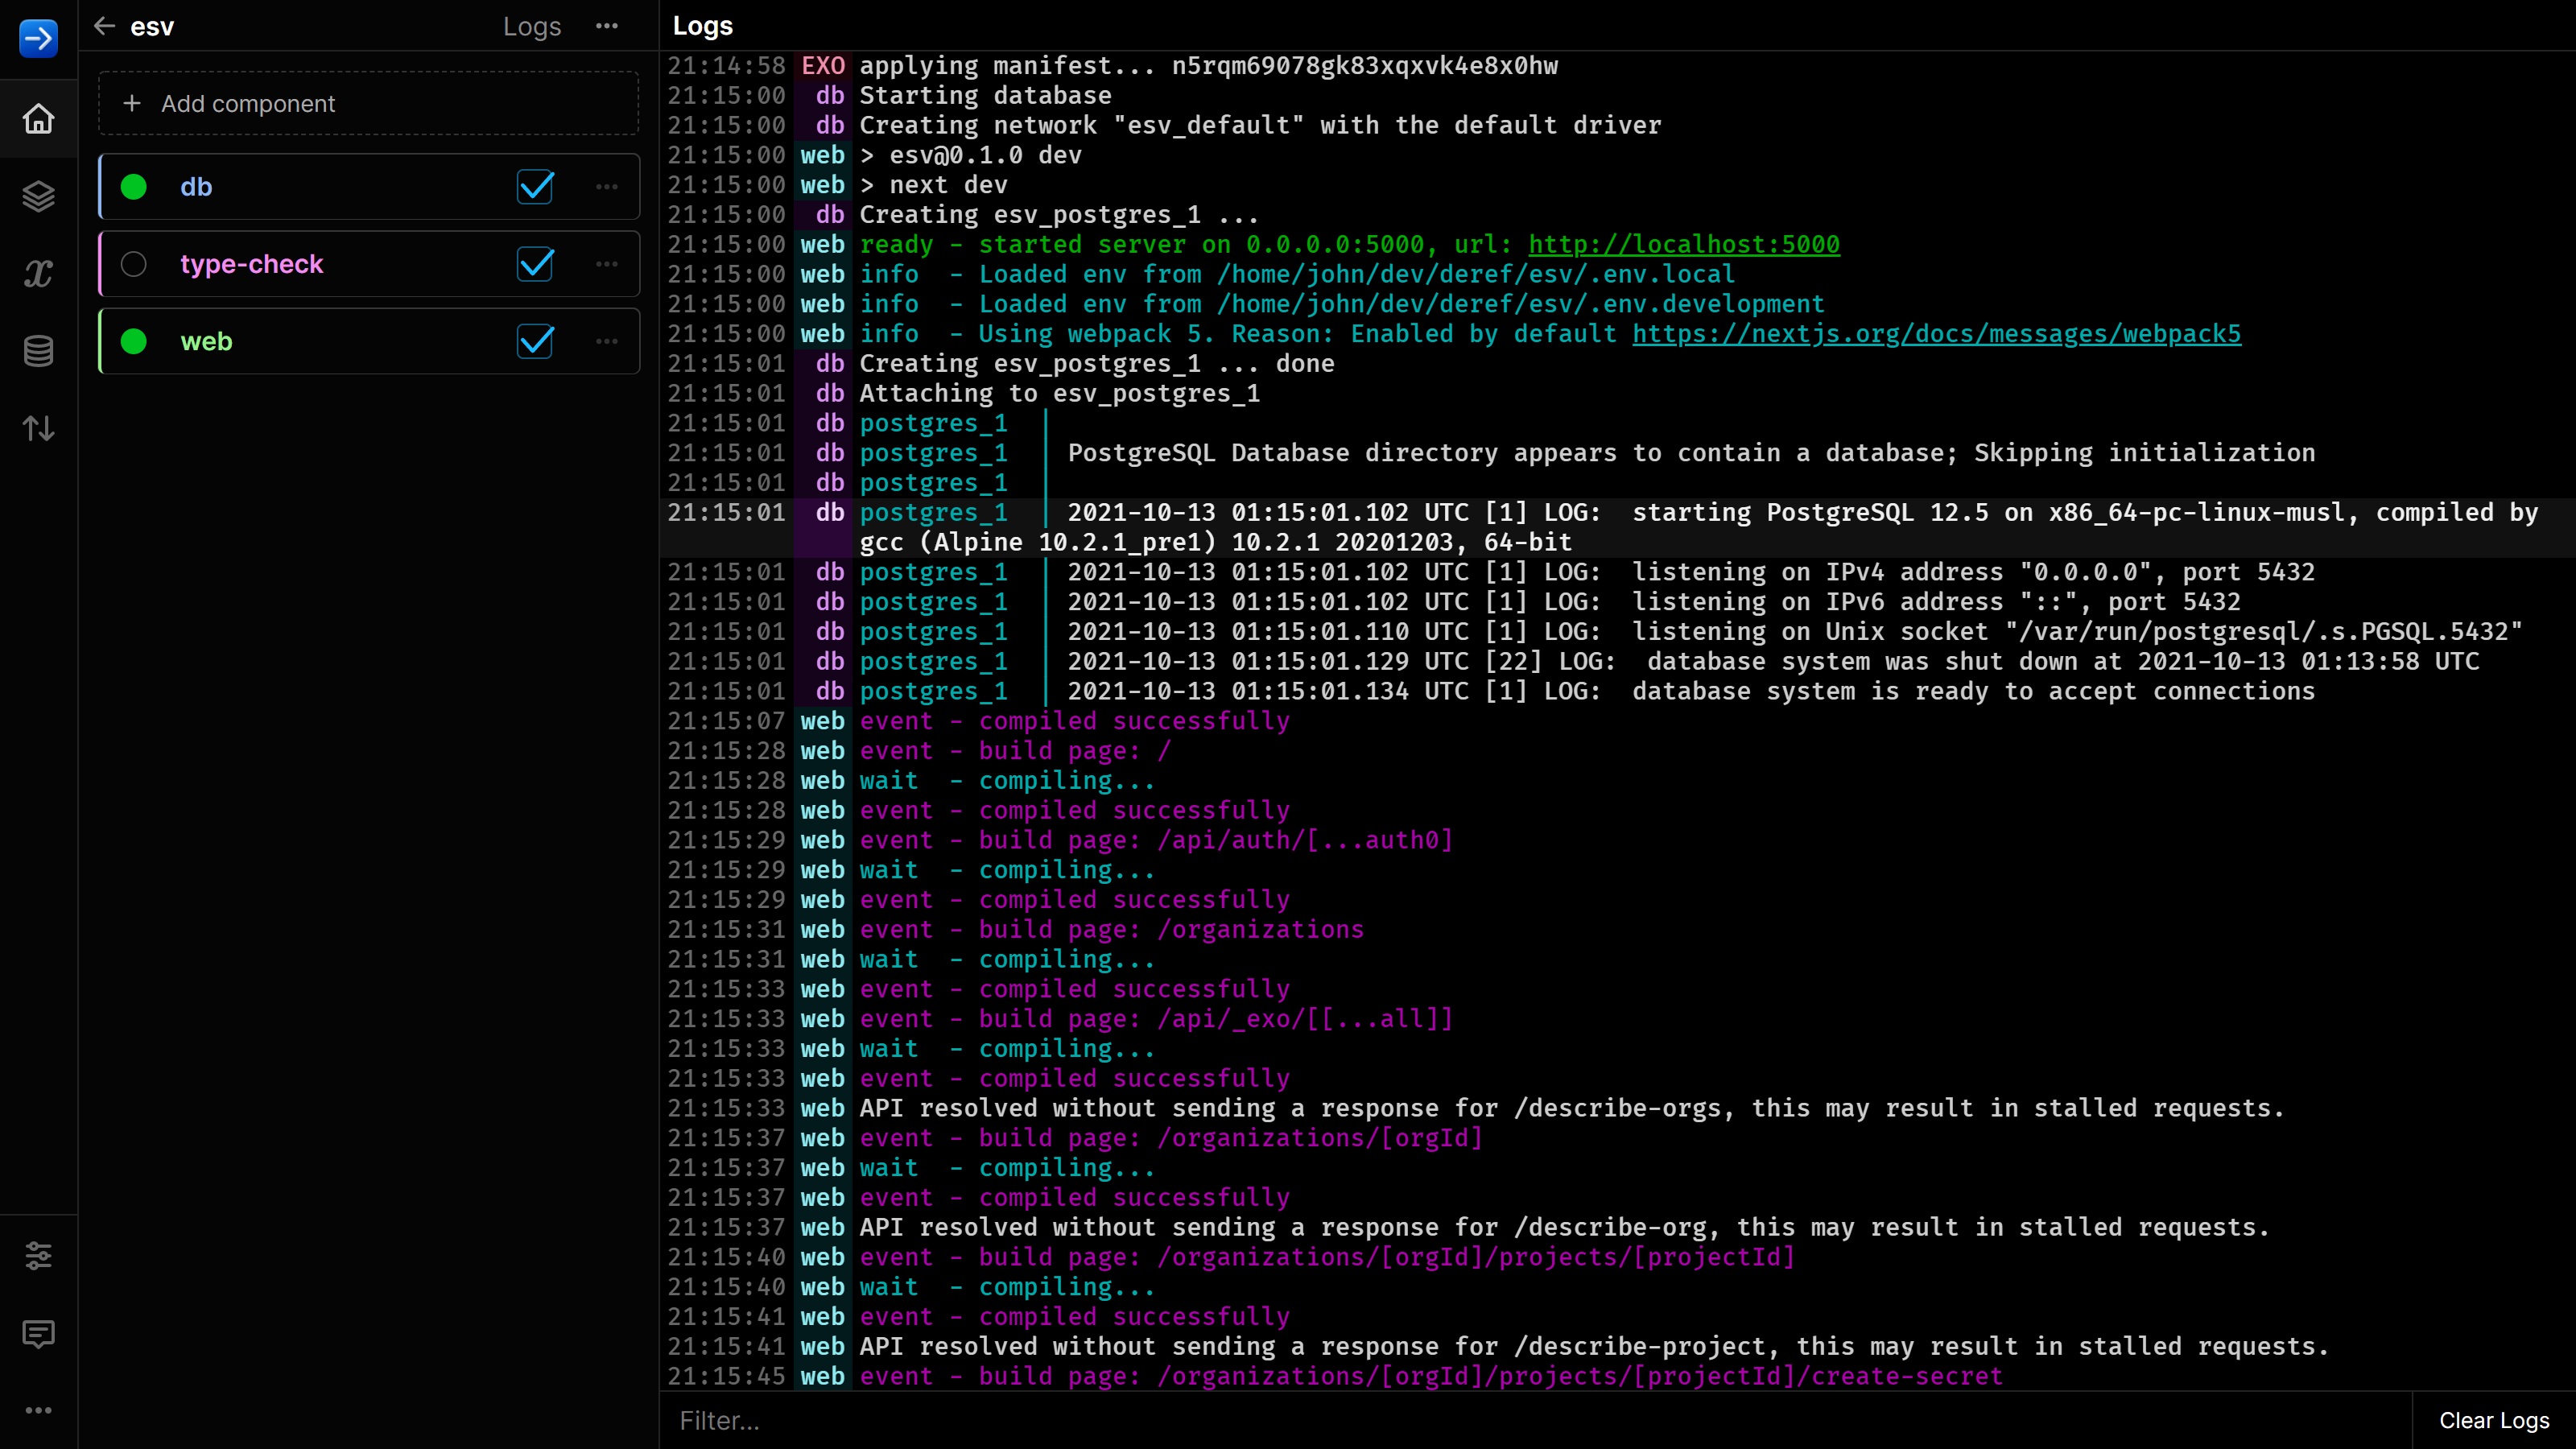 esv
Logs
Add component
db
type-check
web
Logs
21:14:58 EXO applying manifest... n5rqm69078gk83xqxvk4e8x0hw
21:15:00 db Starting database
21:15:00 db Creating network "esv_default" with the default driver
21:15:00 web > esv@0.1.0 dev
21:15:00 web > next dev
21:15:00 db Creating esv_postgres_1 ...
21:15:00 web ready - started server on 0.0.0.0:5000, url: http://localhost:5000
21:15:00 web info  - Loaded env from /home/john/dev/deref/esv/.env.local
21:15:00 web info  - Loaded env from /home/john/dev/deref/esv/.env.development
21:15:00 web info  - Using webpack 5. Reason: Enabled by default https://nextjs.org/docs/messages/webpack5
21:15:01 db Creating esv_postgres_1 ... done
21:15:01 db Attaching to esv_postgres_1
21:15:01 db postgres_1  |
21:15:01 db postgres_1  | PostgreSQL Database directory appears to contain a database; Skipping initialization
21:15:01 db postgres_1  |
21:15:01 db postgres_1  | 2021-10-13 01:15:01.102 UTC [1] LOG:  starting PostgreSQL 12.5 on x86_64-pc-linux-musl, compiled by
gcc (Alpine 10.2.1_pre1) 10.2.1 20201203, 64-bit
21:15:01 db postgres_1  | 2021-10-13 01:15:01.102 UTC [1] LOG:  listening on IPv4 address "0.0.0.0", port 5432
21:15:01 db postgres_1  | 2021-10-13 01:15:01.102 UTC [1] LOG:  listening on IPv6 address "::", port 5432
21:15:01 db postgres_1  | 2021-10-13 01:15:01.110 UTC [1] LOG:  listening on Unix socket "/var/run/postgresql/.s.PGSQL.5432"
21:15:01 db postgres_1  | 2021-10-13 01:15:01.129 UTC [22] LOG:  database system was shut down at 2021-10-13 01:13:58 UTC
21:15:01 db postgres_1  | 2021-10-13 01:15:01.134 UTC [1] LOG:  database system is ready to accept connections
21:15:07 web event - compiled successfully
21:15:28 web event - build page: /
21:15:28 web wait  - compiling...
21:15:28 web event - compiled successfully
21:15:29 web event - build page: /api/auth/[...auth0]
21:15:29 web wait  - compiling...
21:15:29 web event - compiled successfully
21:15:31 web event - build page: /organizations
21:15:31 web wait  - compiling...
21:15:33 web event - compiled successfully
21:15:33 web event - build page: /api/_exo/[[...all]]
21:15:33 web wait  - compiling...
21:15:33 web event - compiled successfully
21:15:33 web API resolved without sending a response for /describe-orgs, this may result in stalled requests.
21:15:37 web event - build page: /organizations/[orgId]
21:15:37 web wait  - compiling...
21:15:37 web event - compiled successfully
21:15:37 web API resolved without sending a response for /describe-org, this may result in stalled requests.
21:15:40 web event - build page: /organizations/[orgId]/projects/[projectId]
21:15:40 web wait  - compiling...
21:15:41 web event - compiled successfully
21:15:41 web API resolved without sending a response for /describe-project, this may result in stalled requests.
21:15:45 web event - build page: /organizations/[orgId]/projects/[projectId]/create-secret
Filter...
Clear Logs